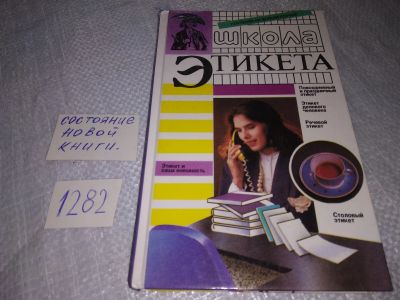 школа
ЭТИКЕТА
Повседневный
и праздничный
этикет
Этикет
делового
человека
Речевой
этикет
состояние
новой
книги.
Этикет и
ваша внешность
1282
Столовый
этикет